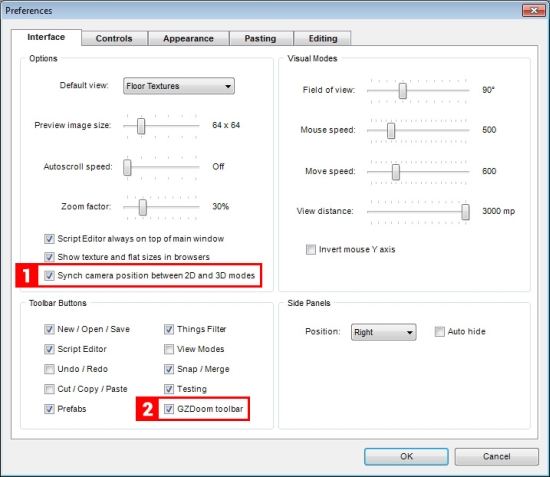 Preferences
Interface
Controls
Appearance
Pasting
Editing
Options
Default view:
Floor Textures
Preview image size:
64 x 64
Autoscroll speed:
Off
Zoom factor:
30%
Script Editor always on top of main window
Show texture and flat sizes in browsers
1
Synch camera position between 2D and 3D modes
Visual Modes
Field of view:
90°
Mouse speed:
500
Move speed:
600
View distance:
3000 mp
Invert mouse Y axis
Toolbar Buttons
New / Open / Save
Things Filter
Script Editor
View Modes
Undo / Redo
Snap / Merge
Cut / Copy / Paste
Testing
Prefabs
2
GZDoom toolbar
Side Panels
Position:
Right
Auto hide
OK
Cancel